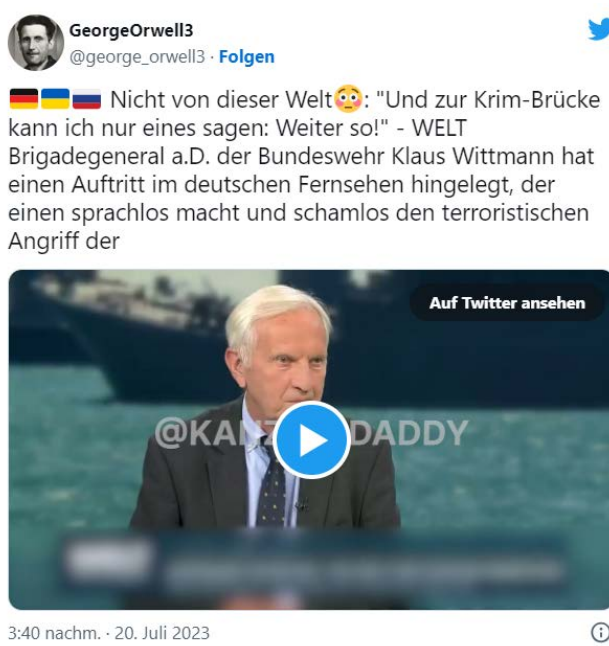 GeorgeOrwell3
@george_orwell3 · Folgen
Nicht von dieser Welt😳: "Und zur Krim-Brücke
kann ich nur eines sagen: Weiter so!" - WELT
Brigadegeneral a.D. der Bundeswehr Klaus Wittmann hat
einen Auftritt im deutschen Fernsehen hingelegt, der
einen sprachlos macht und schamlos den terroristischen
Angriff der
Auf Twitter ansehen
DADDY
3:40 nachm. · 20. Juli 2023